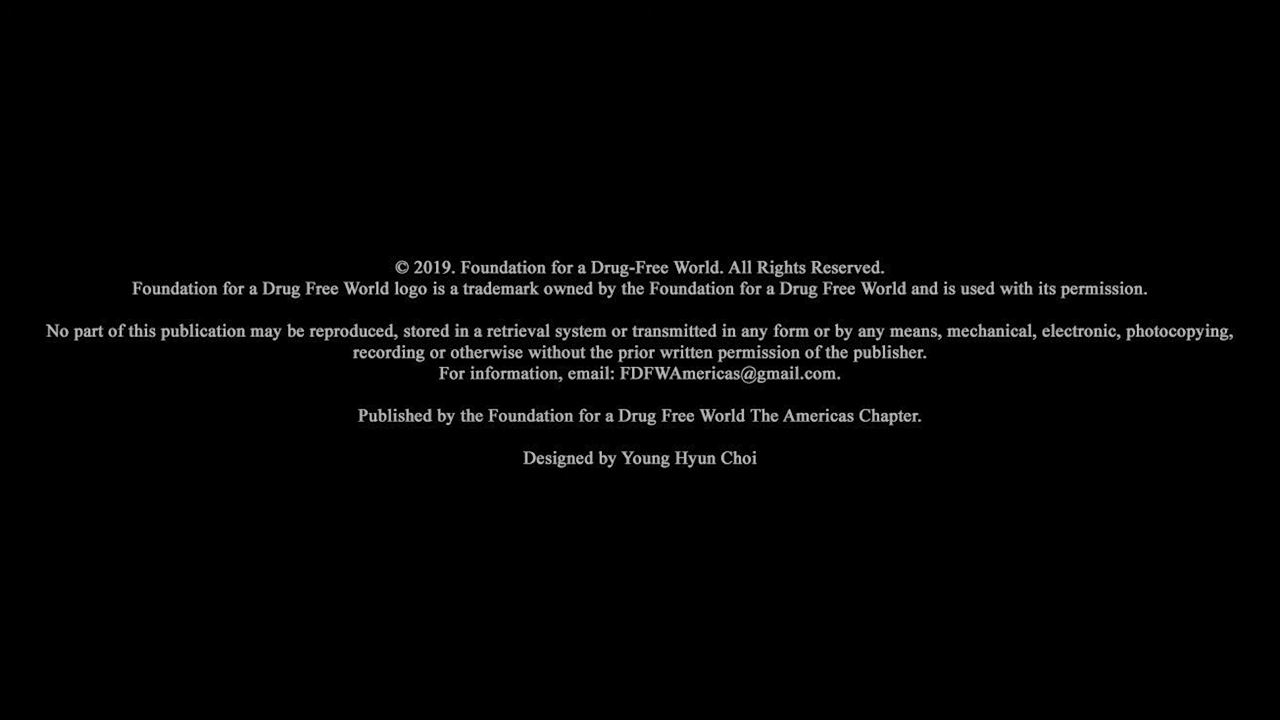 © 2019. Foundation for a Drug-Free World. All Rights Reserved.
Foundation for a Drug Free World logo is a trademark owned by the Foundation for a Drug Free World and is used with its permission.
No part of this publication may be reproduced, stored in a retrieval system or transmitted in any form or by any means, mechanical, electronic, photocopying,
recording or otherwise without the prior written permission of the publisher.
For information, email: FDFWAmericas@gmail.com.
Published by the Foundation for a Drug Free World The Americas Chapter.
Designed by Young Hyun Choi